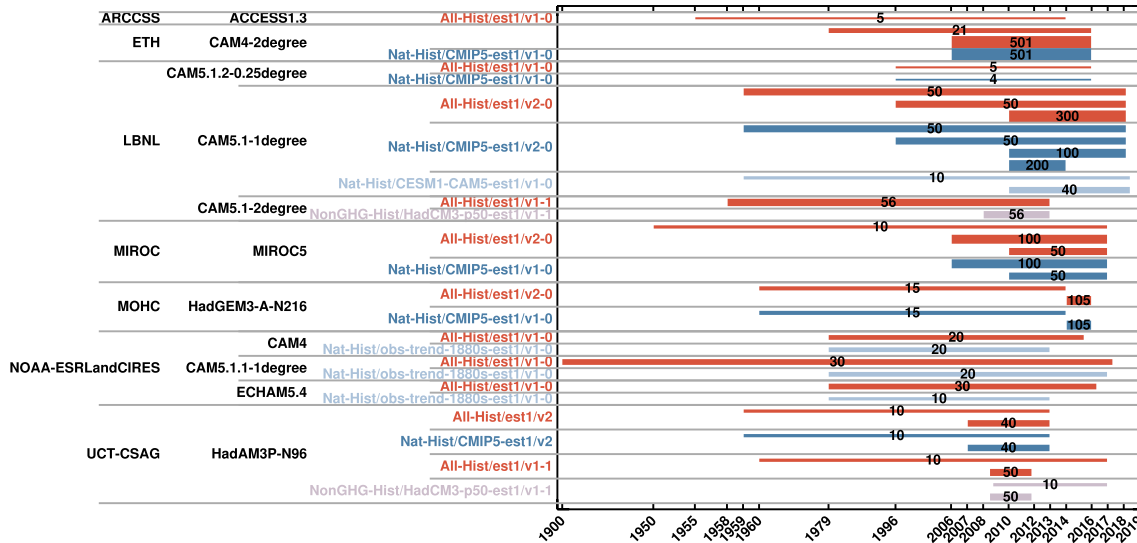 ARCCSS ACCESS1.3 All-Hist/est1/v1-0 5
ETH CAM4-2degree 21
501
Nat-Hist/CMIP5-est1/v1-0 501
CAM5.1.2-0.25degree All-Hist/est1/v1-0 5
Nat-Hist/CMIP5-est1/v1-0 4
50
All-Hist/est1/v2-0 50
300
50
LBNL CAM5.1-1degree Nat-Hist/CMIP5-est1/v2-0 50
100
200
Nat-Hist/CESM1-CAM5-est1/v1-0 10
40
CAM5.1-2degree All-Hist/est1/v1-1 56
NonGHG-Hist/HadCM3-p50-est1/v1-1 56
10
All-Hist/est1/v2-0 100
MIROC MIROC5 50
Nat-Hist/CMIP5-est1/v1-0 100
50
All-Hist/est1/v2-0 15
105
MOHC HadGEM3-A-N216
Nat-Hist/CMIP5-est1/v1-0 15
105
CAM4 All-Hist/est1/v1-0 20
Nat-Hist/obs-trend-1880s-est1/v1-0 20
NOAA-ESRLandCIRES CAM5.1.1-1degree All-Hist/est1/v1-0 30
Nat-Hist/obs-trend-1880s-est1/v1-0 20
ECHAM5.4 All-Hist/est1/v1-0 30
Nat-Hist/obs-trend-1880s-est1/v1-0 10
All-Hist/est1/v2 10
40
Nat-Hist/CMIP5-est1/v2 10
40
UCT-CSAG HadAM3P-N96
All-Hist/est1/v1-1 10
50
NonGHG-Hist/HadCM3-p50-est1/v1-1 10
50
1900 1950 1955 1958 1959 1960 1979 1996 2006 2007 2008 2010 2012 2013 2014 2016 2017 2018